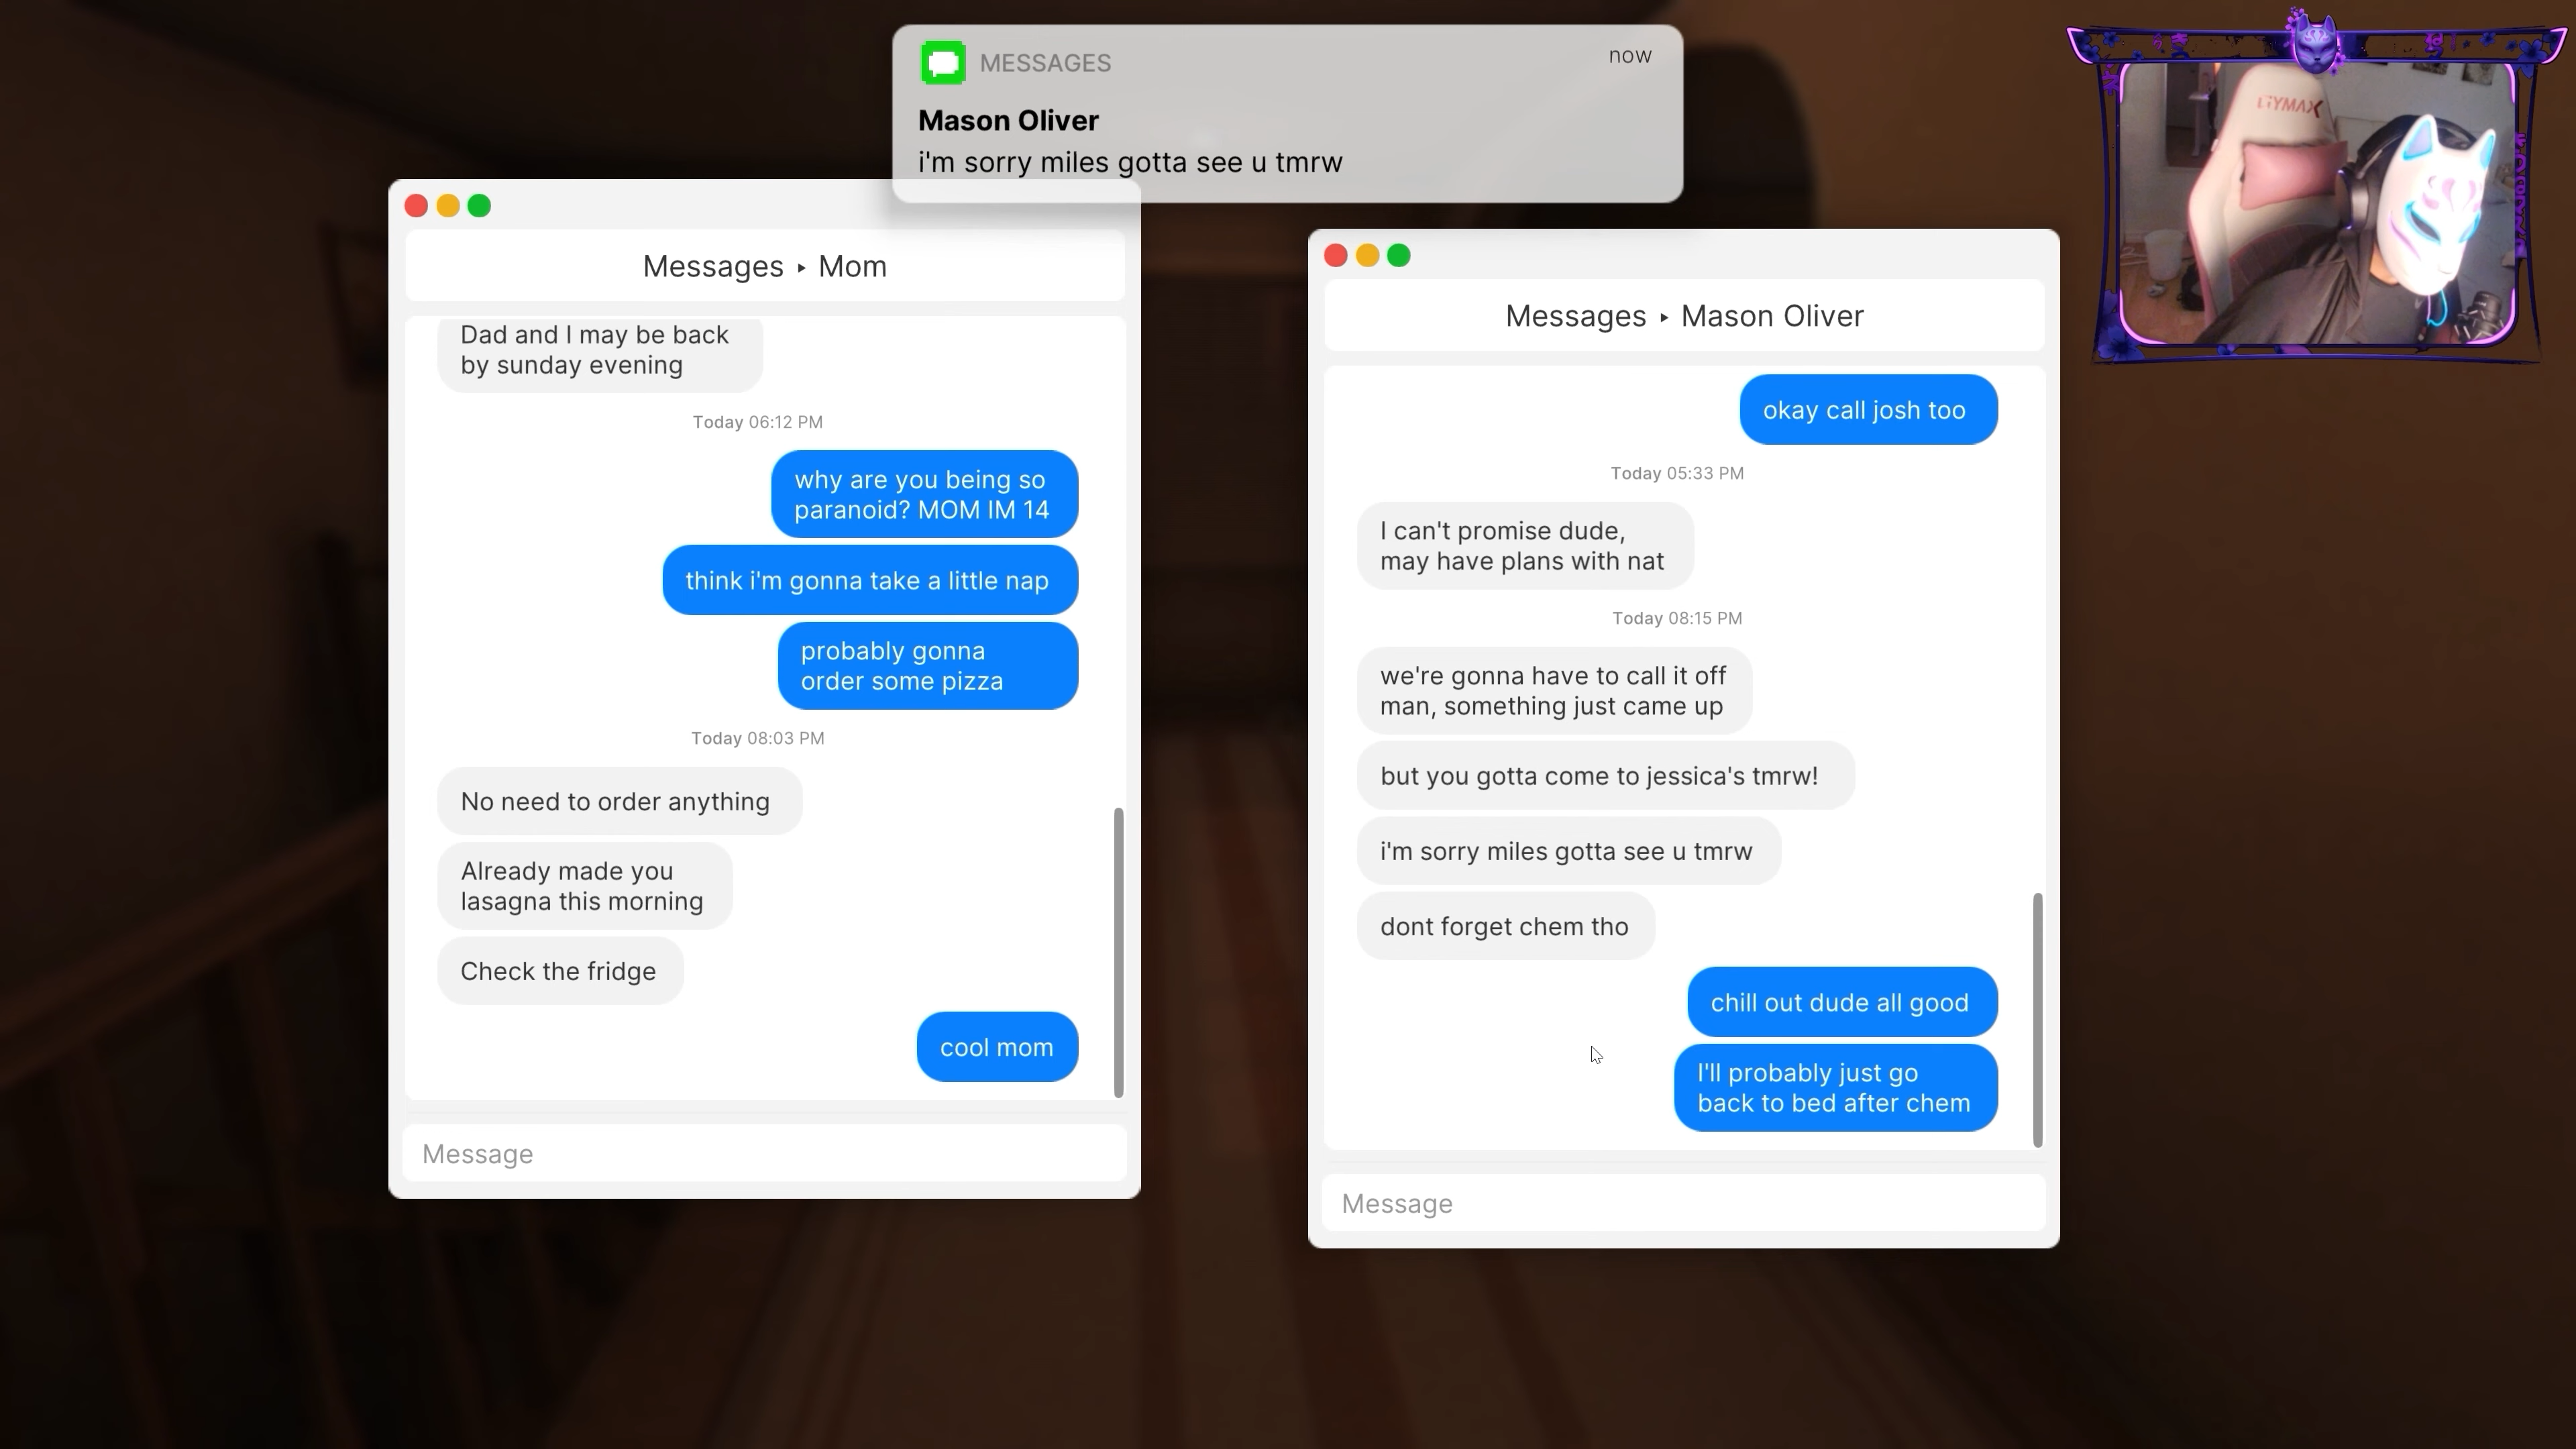 MESSAGES
now
Mason Oliver
i'm sorry miles gotta see u tmrw
LIYMAX
Messages ▸ Mom
Dad and I may be back
by sunday evening
Today 06:12 PM
why are you being so
paranoid? MOM IM 14
think i'm gonna take a little nap
probably gonna
order some pizza
Today 08:03 PM
No need to order anything
Already made you
lasagna this morning
Check the fridge
cool mom
Message
Messages ▸ Mason Oliver
okay call josh too
Today 05:33 PM
I can't promise dude,
may have plans with nat
Today 08:15 PM
we're gonna have to call it off
man, something just came up
but you gotta come to jessica's tmrw!
i'm sorry miles gotta see u tmrw
dont forget chem tho
chill out dude all good
I'll probably just go
back to bed after chem
Message